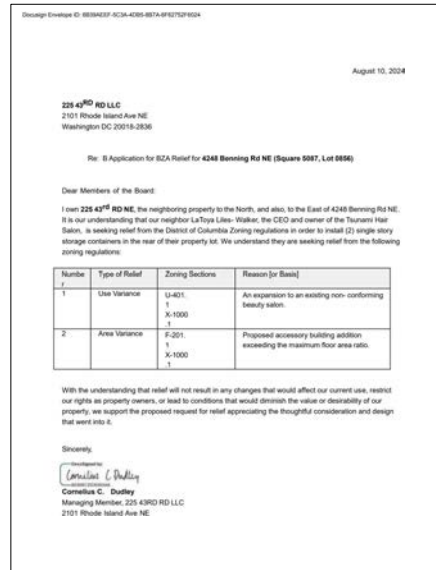 Docusign Envelope ID: 6B39AEEF-5C3A-4DB5-8B7A-8F82752F6024
August 10, 2024
225 43RD RD LLC
2101 Rhode Island Ave NE
Washington DC 20018-2836
Re: B Application for BZA Relief for 4248 Benning Rd NE (Square 5087, Lot 0856)
Dear Members of the Board:
I own 225 43rd RD NE, the neighboring property to the North, and also, to the East of 4248 Benning Rd NE.
It is our understanding that our neighbor LaToya Liles- Walker, the CEO and owner of the Tsunami Hair
Salon, is seeking relief from the District of Columbia Zoning regulations in order to install (2) single story
storage containers in the rear of their property lot. We understand they are seeking relief from the following
zoning regulations:
Numbe Type of Relief Zoning Sections Reason [or Basis]
r
1 Use Variance U-401. An expansion to an existing non- conforming
1 beauty salon.
X-1000
.1
2 Area Variance F-201. Proposed accessory building addition
1 exceeding the maximum floor area ratio.
X-1000
.1
With the understanding that relief will not result in any changes that would affect our current use, restrict
our rights as property owners, or lead to conditions that would diminish the value or desirability of our
property, we support the proposed request for relief appreciating the thoughtful consideration and design
that went into it.
Sincerely,
Cornelius C. Dudley
Cornelius C. Dudley
Managing Member, 225 43RD RD LLC
2101 Rhode Island Ave NE